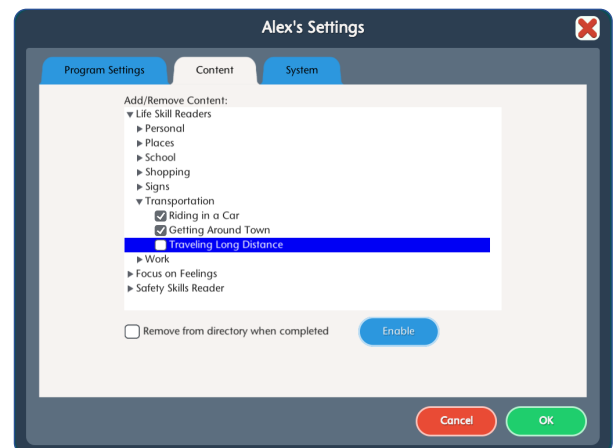 Alex's Settings
Program Settings
Content
System
Add/Remove Content:
Life Skill Readers
Personal
Places
School
Shopping
Signs
Transportation
Riding in a Car
Getting Around Town
Traveling Long Distance
Work
Focus on Feelings
Safety Skills Reader
Remove from directory when completed
Enable
Cancel
OK